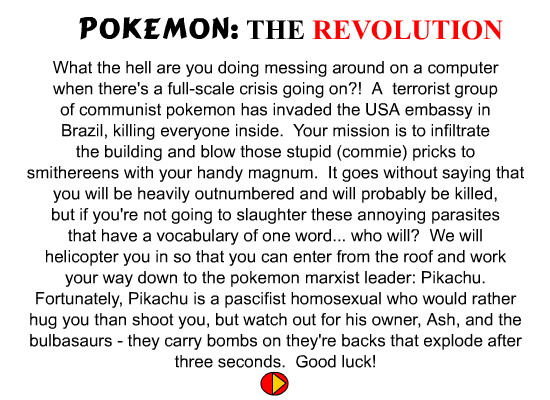 POKEMON: THE REVOLUTION
What the hell are you doing messing around on a computer
when there's a full-scale crisis going on?!  A  terrorist group
of communist pokemon has invaded the USA embassy in
Brazil, killing everyone inside.  Your mission is to infiltrate
the building and blow those stupid (commie) pricks to
smithereens with your handy magnum.  It goes without saying that
you will be heavily outnumbered and will probably be killed,
but if you're not going to slaughter these annoying parasites
that have a vocabulary of one word... who will?  We will
helicopter you in so that you can enter from the roof and work
your way down to the pokemon marxist leader: Pikachu.
Fortunately, Pikachu is a pascifist homosexual who would rather
hug you than shoot you, but watch out for his owner, Ash, and the
bulbasaurs - they carry bombs on they're backs that explode after
three seconds.  Good luck!